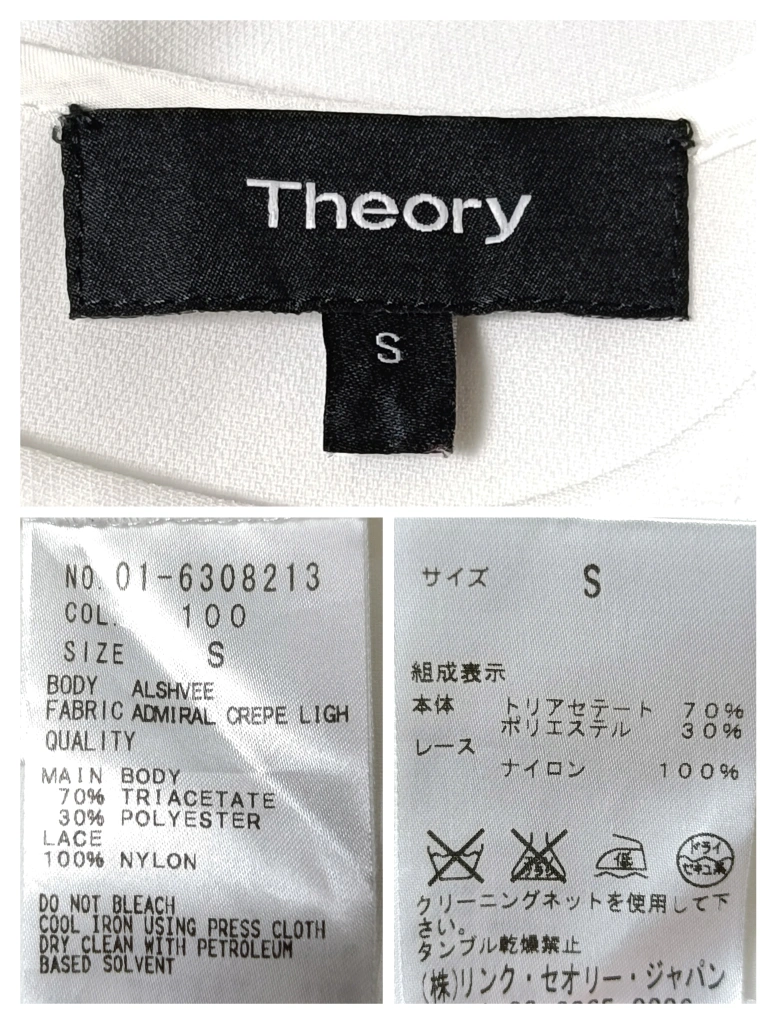 Theory
S
NO. 01-6308213
COL. 100
SIZE S
BODY ALSHVEE
FABRIC ADMIRAL CREPE LIGH
QUALITY
MAIN BODY
70% TRIACETATE
30% POLYESTER
LACE
100% NYLON
DO NOT BLEACH
COOL IRON USING PRESS CLOTH
DRY CLEAN WITH PETROLEUM
BASED SOLVENT
サイズ S
組成表示
本体 トリアセテート 70%
ポリエステル 30%
レース
ナイロン 100%
低
ドライ
セキユ系
クリーニングネットを使用して下
さい。
タンブル乾燥禁止
(株)リンク・セオリー・ジャパン